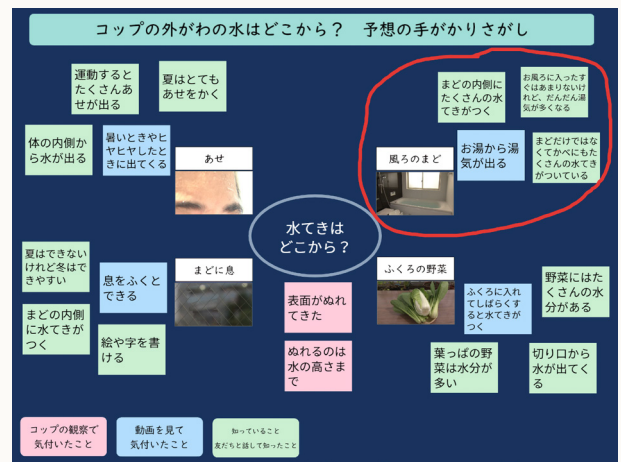 コップの外がわの水はどこから？　予想の手がかりさがし
運動すると
たくさんあ
せが出る
夏はとても
あせをかく
体の内側か
ら水が出る
暑いときやヒ
ヤヒヤしたと
きに出てくる
あせ
まどの内側に
たくさんの水
てきがつく
お風ろに入ったす
ぐはあまりないけ
れど、だんだん湯
気が多くなる
風ろのまど
お湯から湯
気が出る
まどだけではな
くてかべにもた
くさんの水てき
がついている
水てきは
どこから？
夏はできない
けれど冬はで
きやすい
息をふくと
できる
まどに息
まどの内側
に水てきが
つく
絵や字を書
ける
表面がぬれ
てきた
ぬれるのは
水の高さま
で
ふくろの野菜
ふくろに入れ
てしばらくす
ると水てきが
つく
野菜にはた
くさんの水
分がある
葉っぱの野
菜は水分が
多い
切り口から
水が出てく
る
コップの観察で
気付いたこと
動画を見て
気付いたこと
知っていること
友だちと話して知ったこと